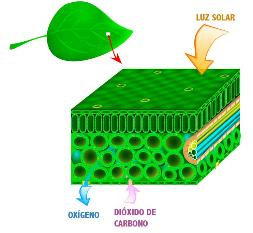 LUZ SOLAR
OXÍGENO
DIÓXIDO DE
CARBONO